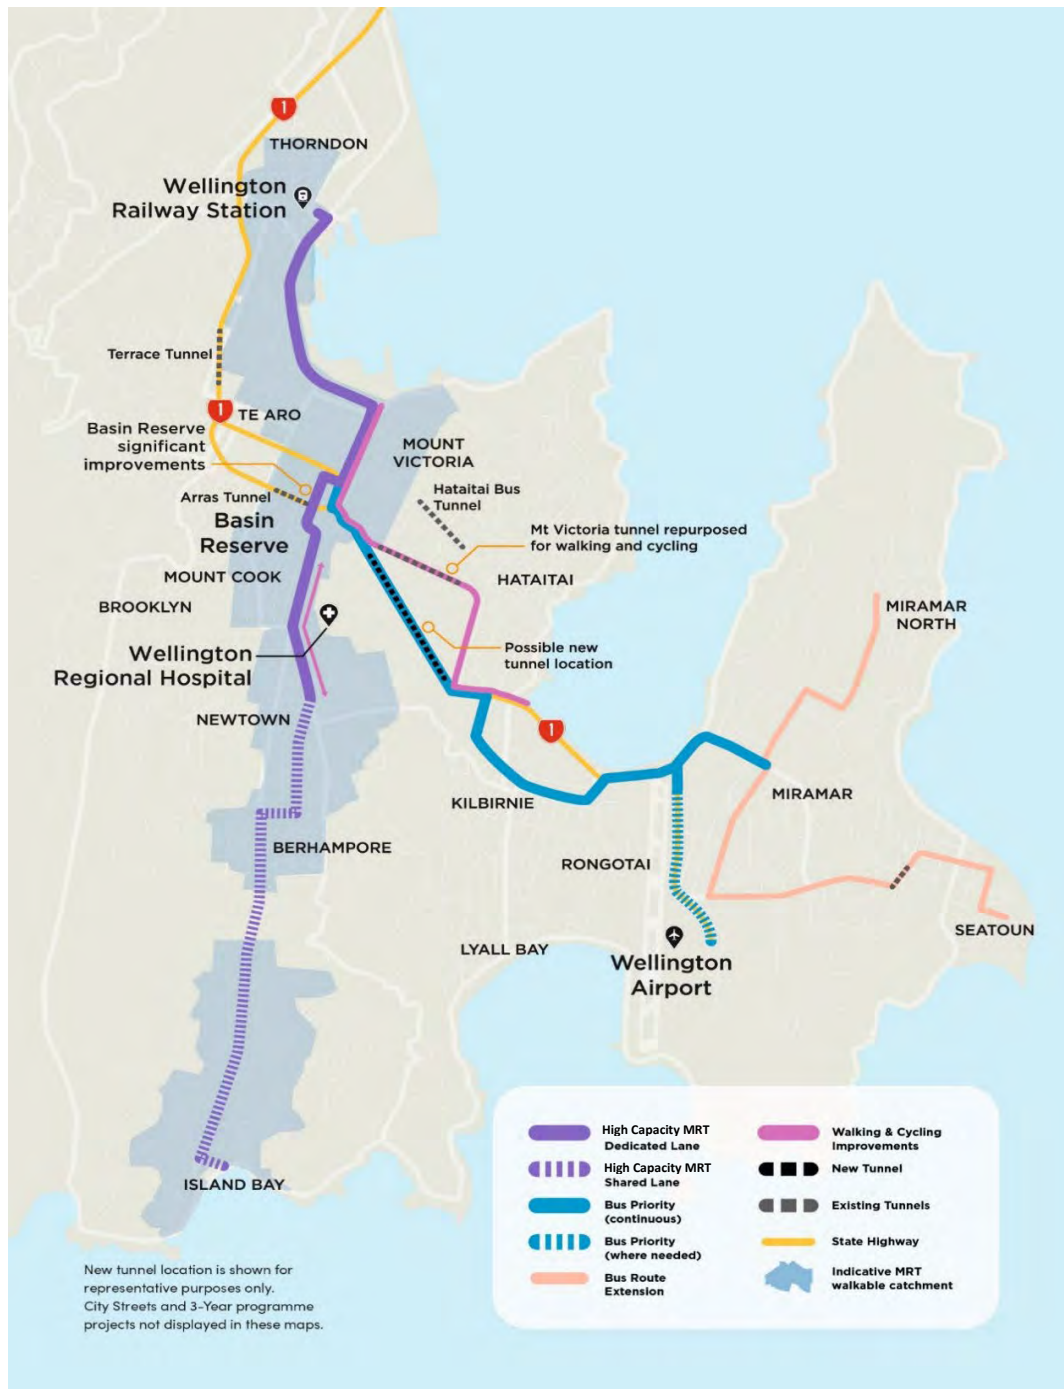 1
THORNDON
Wellington
Railway Station
Terrace Tunnel
1
TE ARO
Basin Reserve
significant
improvements
MOUNT
VICTORIA
Arras Tunnel
Hataitai Bus
Tunnel
Basin
Reserve
Mt Victoria tunnel repurposed
for walking and cycling
MOUNT COOK
HATAITAI
BROOKLYN
MIRAMAR
NORTH
Wellington
Regional Hospital
Possible new
tunnel location
NEWTOWN
1
KILBIRNIE
MIRAMAR
BERHAMPORE
RONGOTAI
LYALL BAY
SEATOUN
Wellington
Airport
ISLAND BAY
High Capacity MRT
Dedicated Lane
High Capacity MRT
Shared Lane
Bus Priority
(continuous)
Bus Priority
(where needed)
Bus Route
Extension
Walking & Cycling
Improvements
New Tunnel
Existing Tunnels
State Highway
Indicative MRT
walkable catchment
New tunnel location is shown for
representative purposes only.
City Streets and 3-Year programme
projects not displayed in these maps.